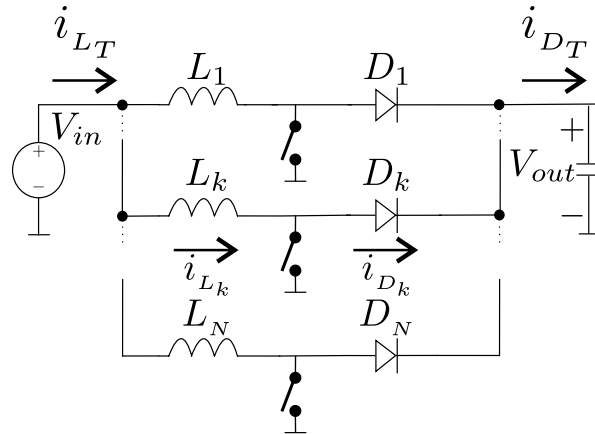 i_{L_T} i_{D_T}
L_1 D_1
V_{in} +
+
L_k D_k V_{out}
−
−
i_{L_k} i_{D_k}
L_N D_N